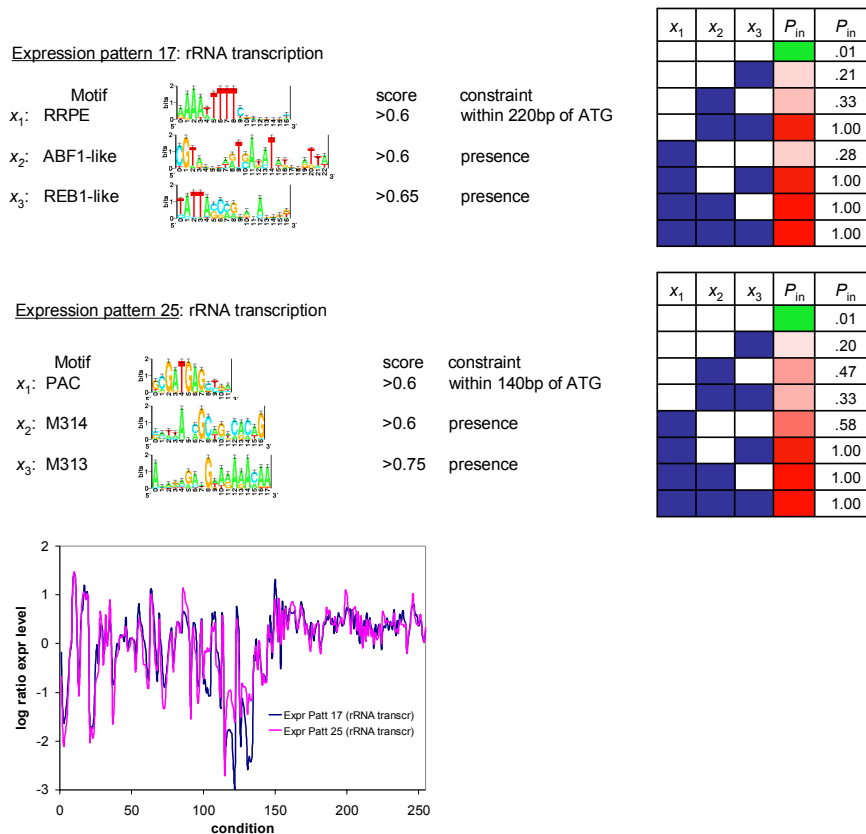 Expression pattern 17: rRNA transcription
Motif score constraint
x1: RRPE >0.6 within 220bp of ATG
x2: ABF1-like >0.6 presence
x3: REB1-like >0.65 presence
x1 x2 x3 Pin Pin
.01
.21
.33
1.00
.28
1.00
1.00
1.00
Expression pattern 25: rRNA transcription
Motif score constraint
x1: PAC >0.6 within 140bp of ATG
x2: M314 >0.6 presence
x3: M313 >0.75 presence
x1 x2 x3 Pin Pin
.01
.20
.47
.33
.58
1.00
1.00
1.00
log ratio expr level
2
1
0
-1
-2
-3
Expr Patt 17 (rRNA transcr)
Expr Patt 25 (rRNA transcr)
0 50 100 150 200 250
condition